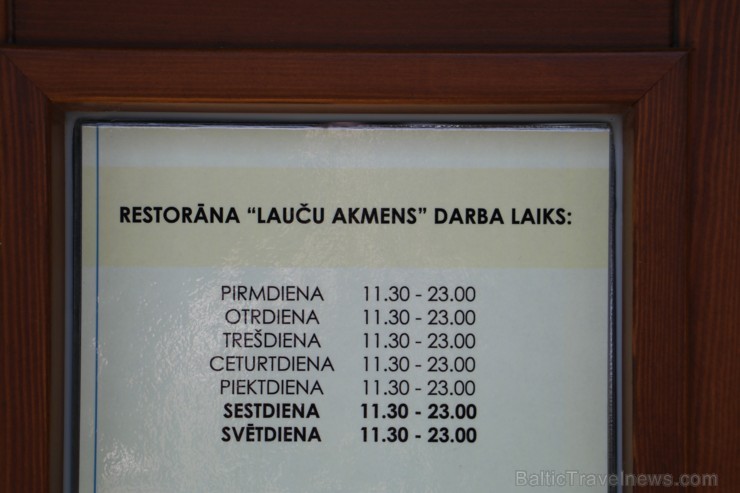 RESTORĀNA “LAUČU AKMENS” DARBA LAIKS:
PIRMDIENA 11.30 - 23.00
OTRDIENA 11.30 - 23.00
TREŠDIENA 11.30 - 23.00
CETURTDIENA 11.30 - 23.00
PIEKTDIENA 11.30 - 23.00
SESTDIENA 11.30 - 23.00
SVĒTDIENA 11.30 - 23.00
BalticTravelnews.com